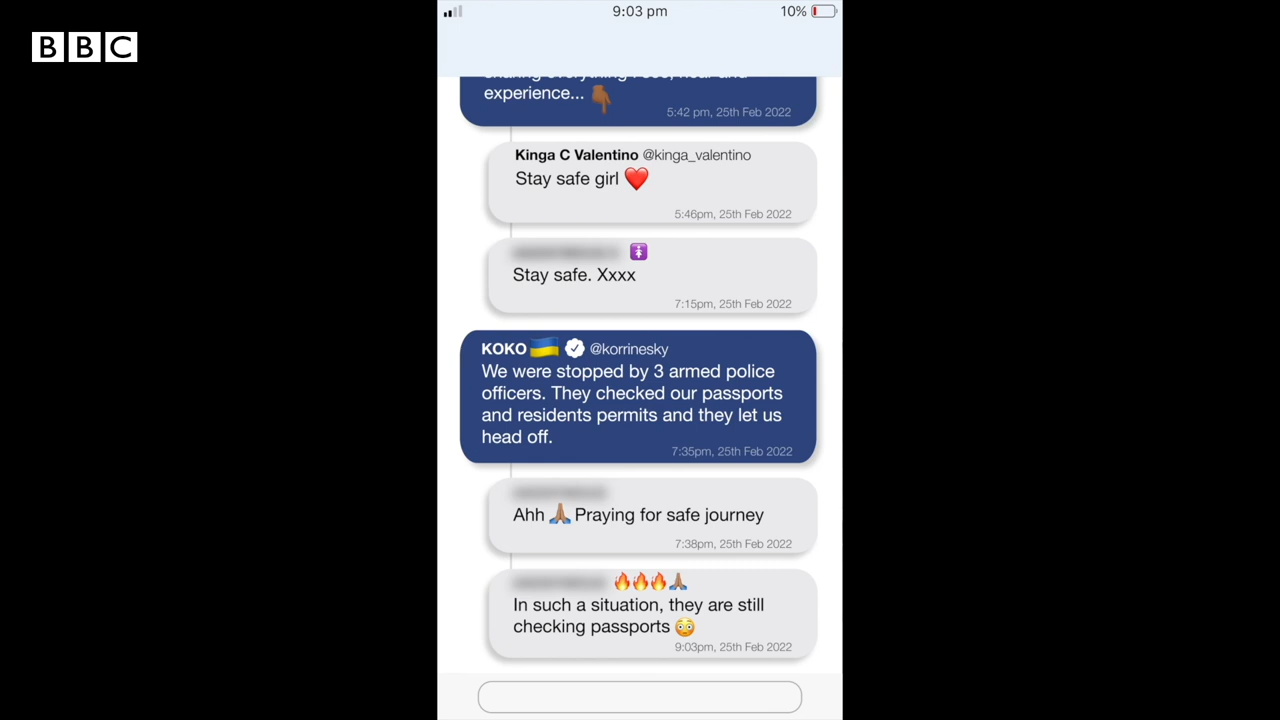 BBC
9:03 pm
10%
experience... 👇🏾
5:42 pm, 25th Feb 2022
Kinga C Valentino @kinga_valentino
Stay safe girl ❤️
5:46pm, 25th Feb 2022
🚺
Stay safe. Xxxx
7:15pm, 25th Feb 2022
KOKO 🇺🇦 @korrinesky
We were stopped by 3 armed police
officers. They checked our passports
and residents permits and they let us
head off.
7:35pm, 25th Feb 2022
Ahh 🙏🏽 Praying for safe journey
7:38pm, 25th Feb 2022
🔥🔥🔥🙏🏽
In such a situation, they are still
checking passports 😳
9:03pm, 25th Feb 2022